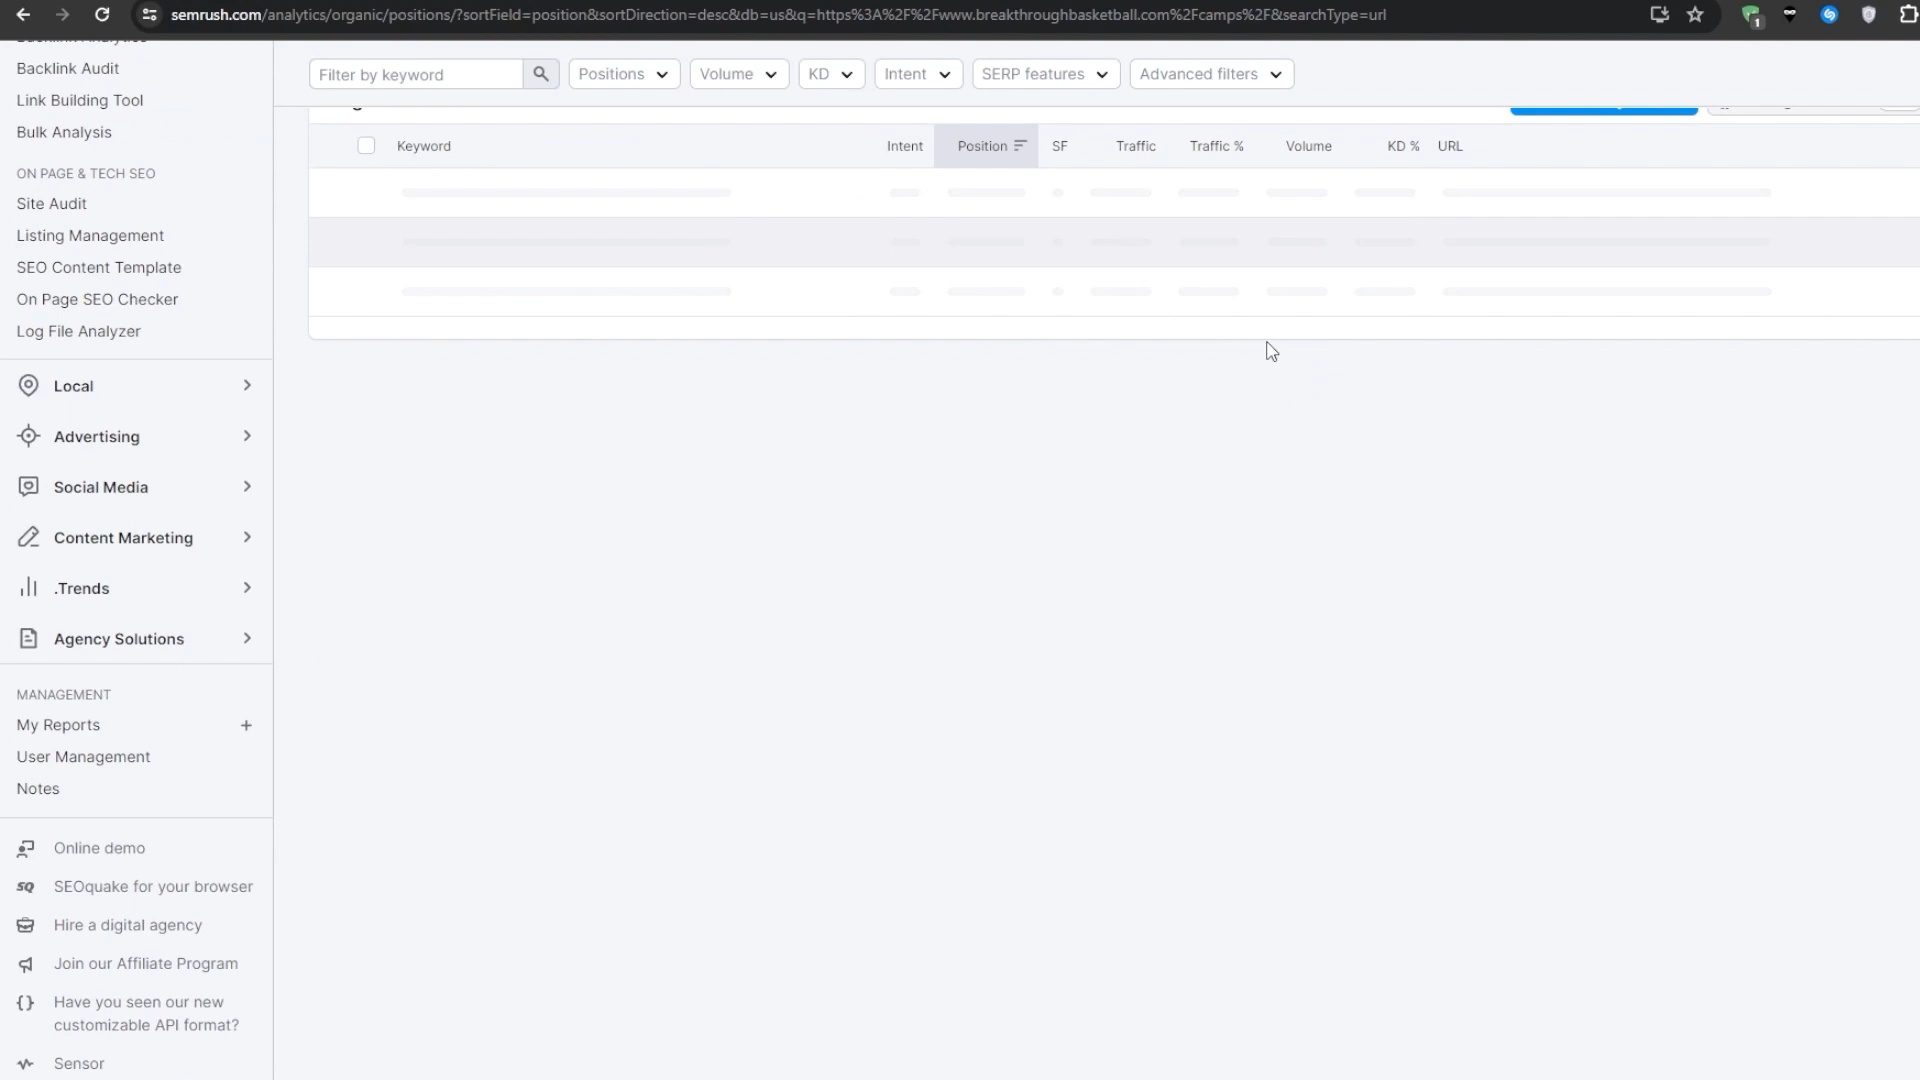 semrush.com/analytics/organic/positions/?sortField=position&sortDirection=desc&db=us&q=https%3A%2F%2Fwww.breakthroughbasketball.com%2Fcamps%2F&searchType=url
1
Filter by keyword
Positions
Volume
KD
Intent
SERP features
Advanced filters
Keyword
Intent
Position
SF
Traffic
Traffic %
Volume
KD %
URL
Backlink Audit
Link Building Tool
Bulk Analysis
ON PAGE & TECH SEO
Site Audit
Listing Management
SEO Content Template
On Page SEO Checker
Log File Analyzer
Local
Advertising
Social Media
Content Marketing
.Trends
Agency Solutions
MANAGEMENT
My Reports
User Management
Notes
Online demo
SQ SEOquake for your browser
Hire a digital agency
Join our Affiliate Program
Have you seen our new
customizable API format?
Sensor